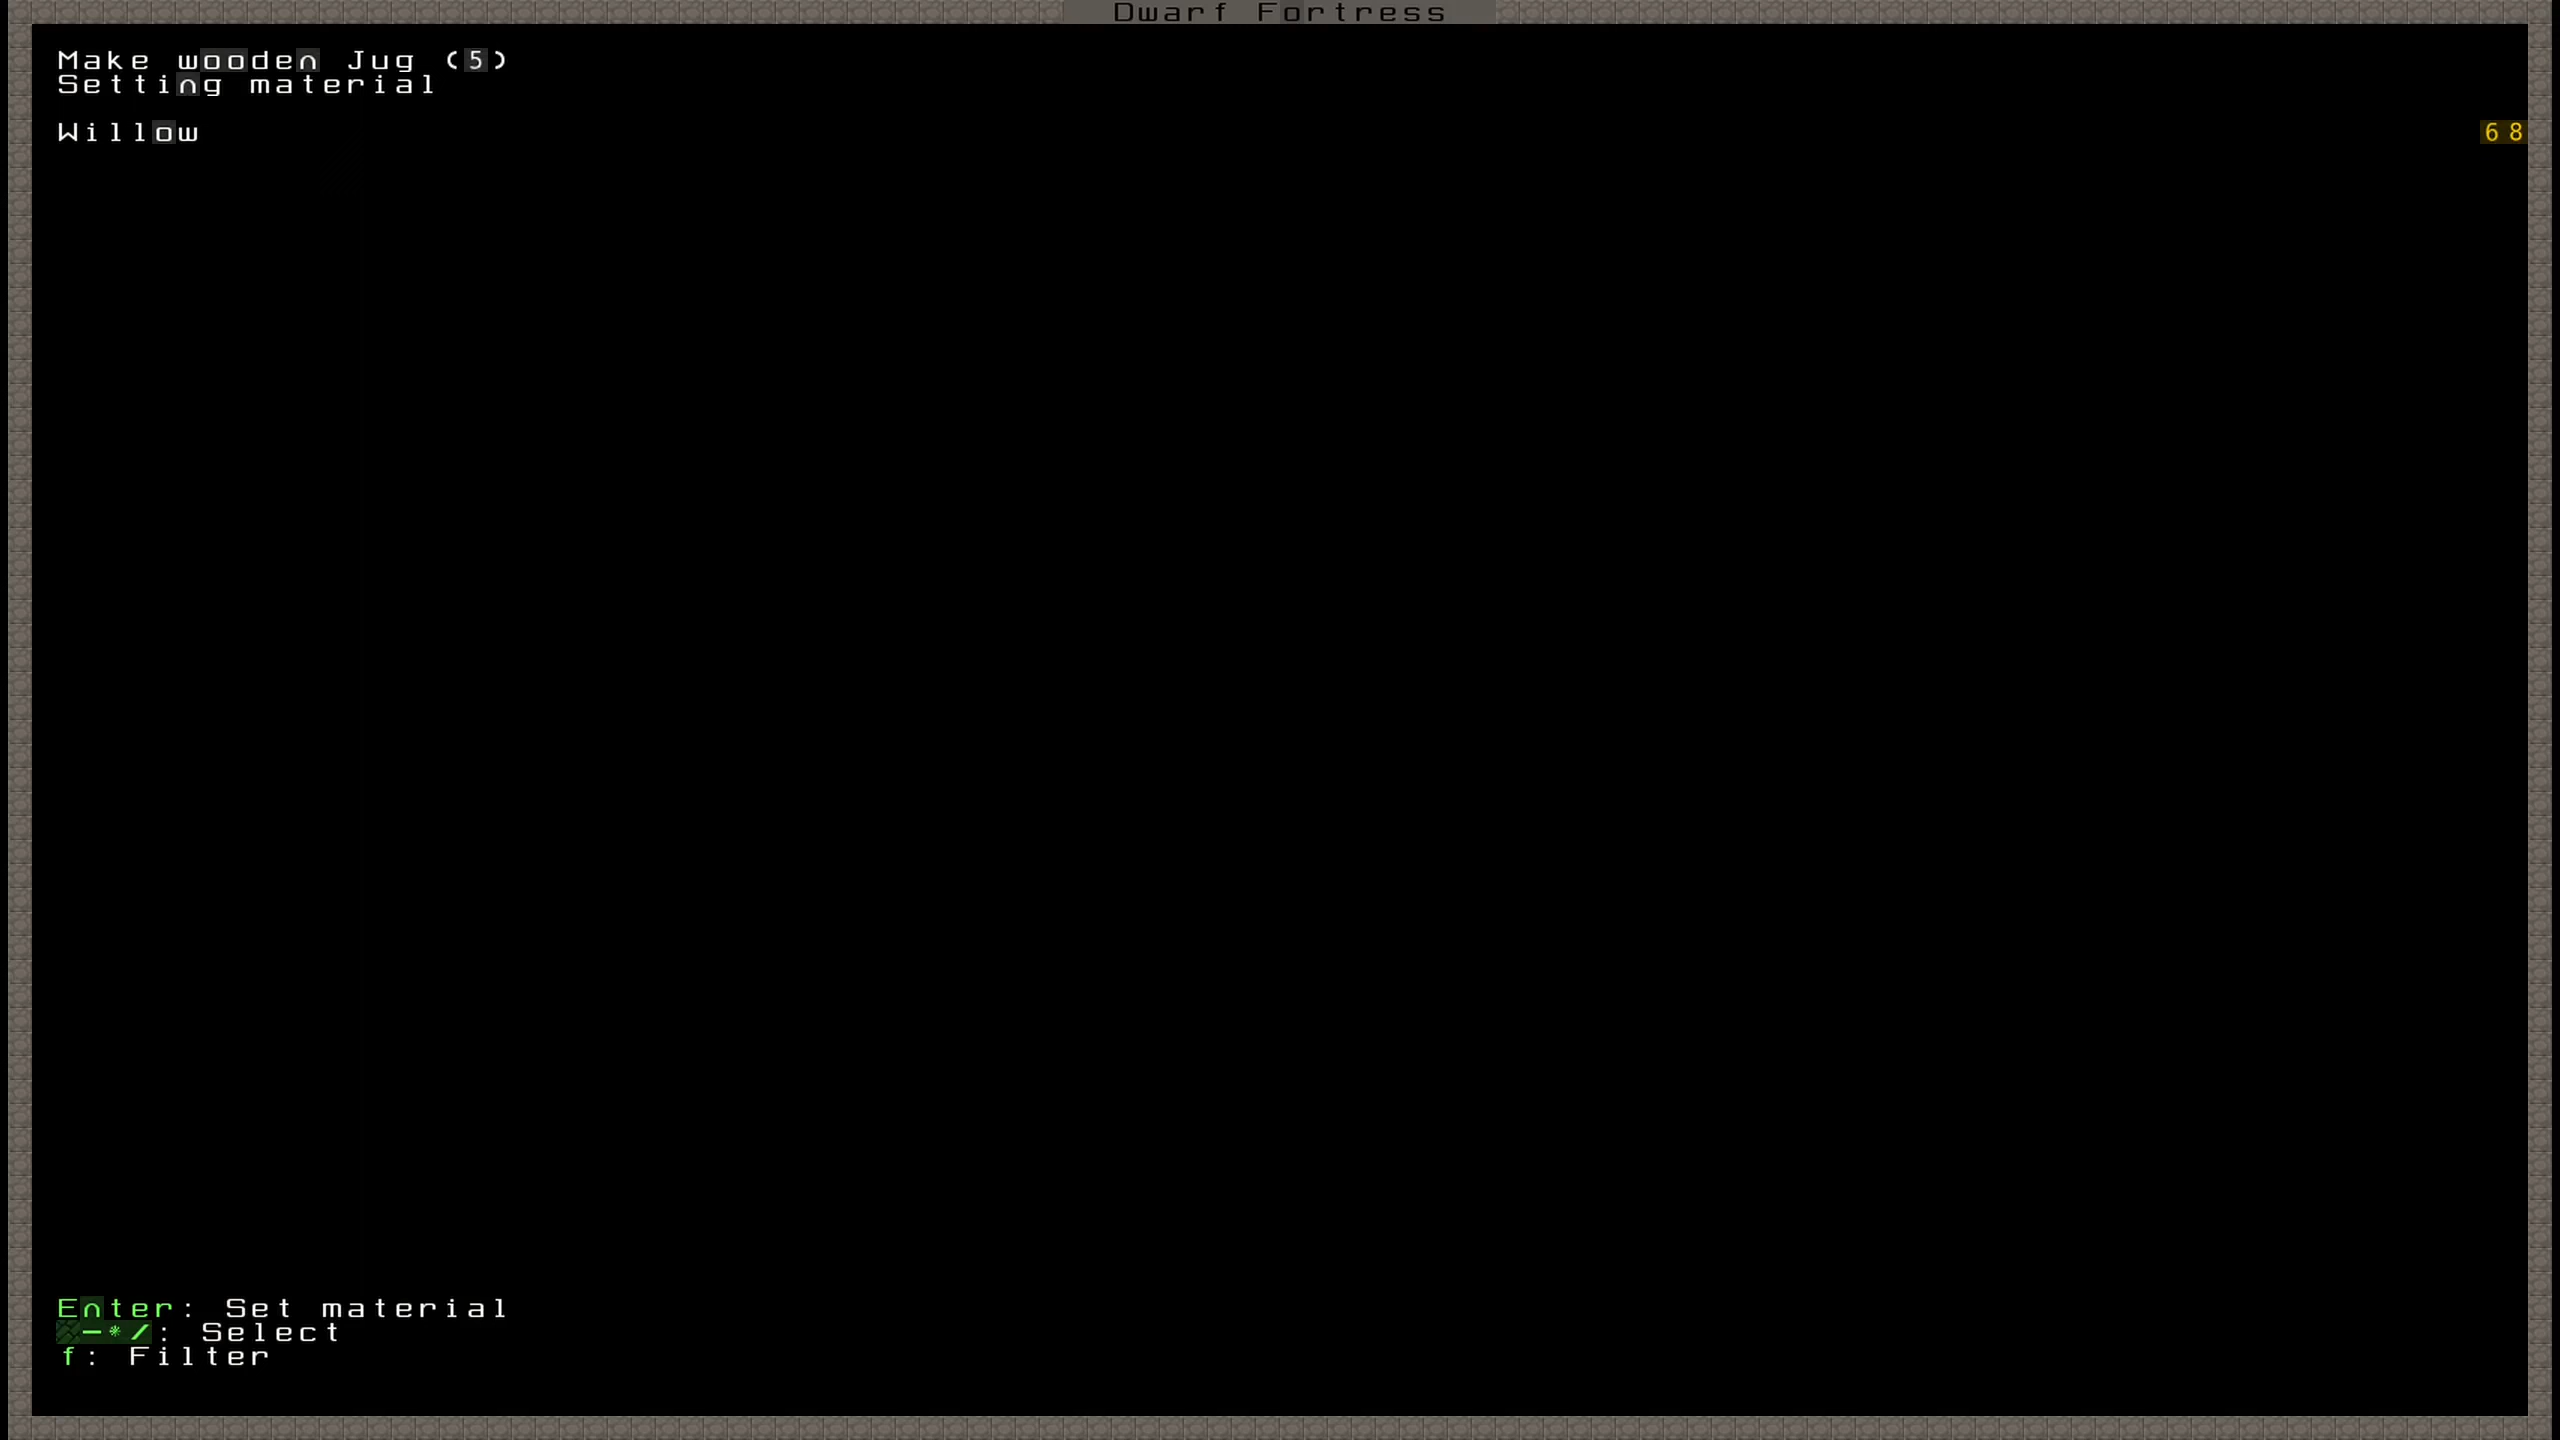 Dwarf Fortress
Make wooden Jug (5)
Setting material
Willow 68
Enter: Set material
-*/: Select
f: Filter